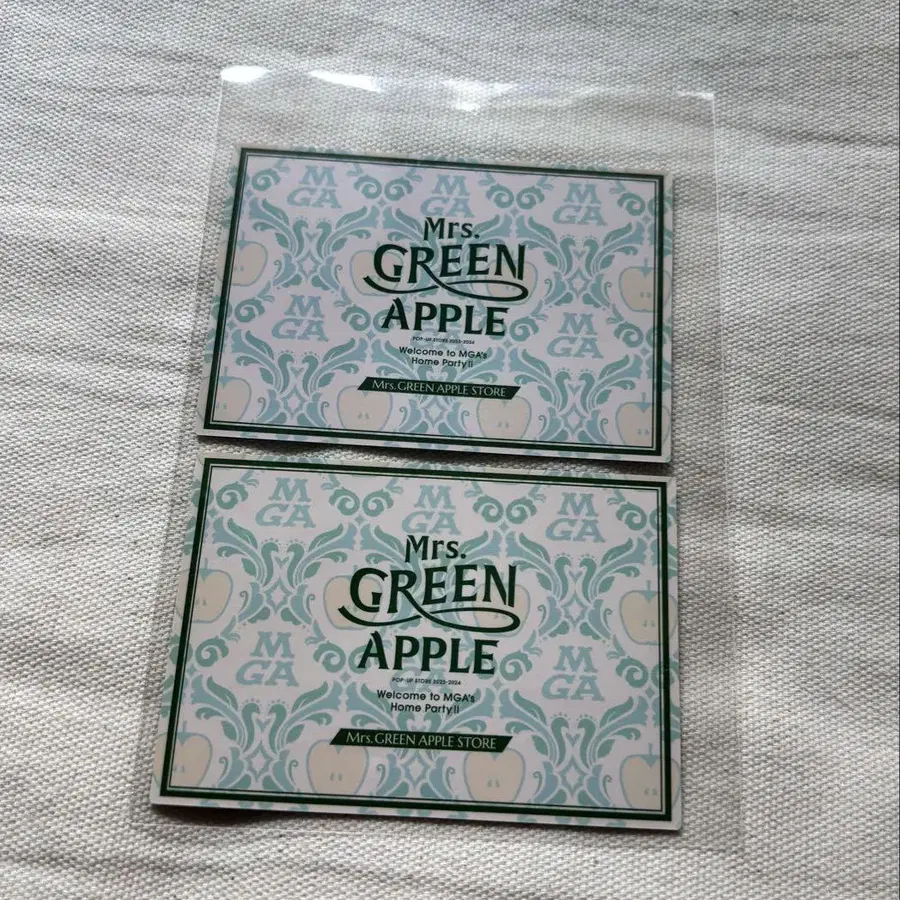 MGA MGA MGA
Mrs.
GREEN
APPLE
MGA MGA
POP-UP STORE 2023-2024
Welcome to MGA's
Home Party!!
Mrs. GREEN APPLE STORE
MGA MGA MGA
Mrs.
GREEN
APPLE
MGA MGA
POP-UP STORE 2023-2024
Welcome to MGA's
Home Party!!
Mrs. GREEN APPLE STORE